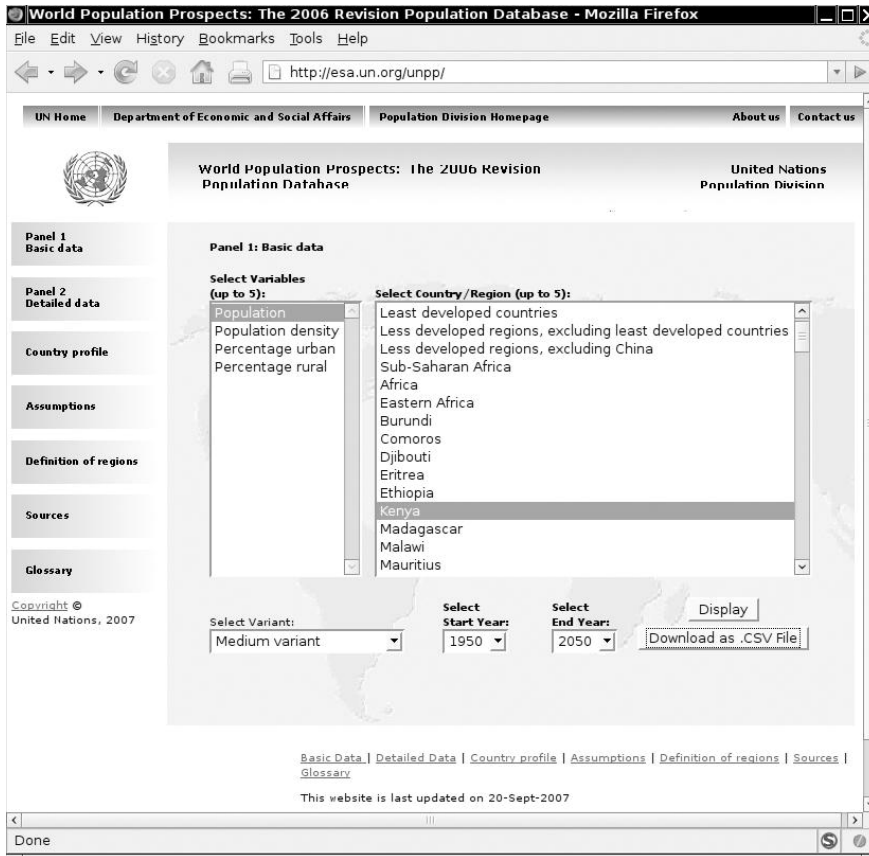 World Population Prospects: The 2006 Revision Population Database - Mozilla Firefox
File Edit View History Bookmarks Tools Help
http://esa.un.org/unpp/
UN Home Department of Economic and Social Affairs Population Division Homepage About us Contact us
World Population Prospects: The 2006 Revision
Population Database
United Nations
Population Division
Panel 1
Basic data
Panel 2
Detailed data
Country profile
Assumptions
Definition of regions
Sources
Glossary
Copyright ©
United Nations, 2007
Panel 1: Basic data
Select Variables
(up to 5):
Population
Population density
Percentage urban
Percentage rural
Select Country/Region (up to 5):
Least developed countries
Less developed regions, excluding least developed countries
Less developed regions, excluding China
Sub-Saharan Africa
Africa
Eastern Africa
Burundi
Comoros
Djibouti
Eritrea
Ethiopia
Kenya
Madagascar
Malawi
Mauritius
Select Variant:
Medium variant
Select
Start Year:
1950
Select
End Year:
2050
Display
Download as .CSV File
Basic Data | Detailed Data | Country profile | Assumptions | Definition of regions | Sources |
Glossary
This website is last updated on 20-Sept-2007
Done